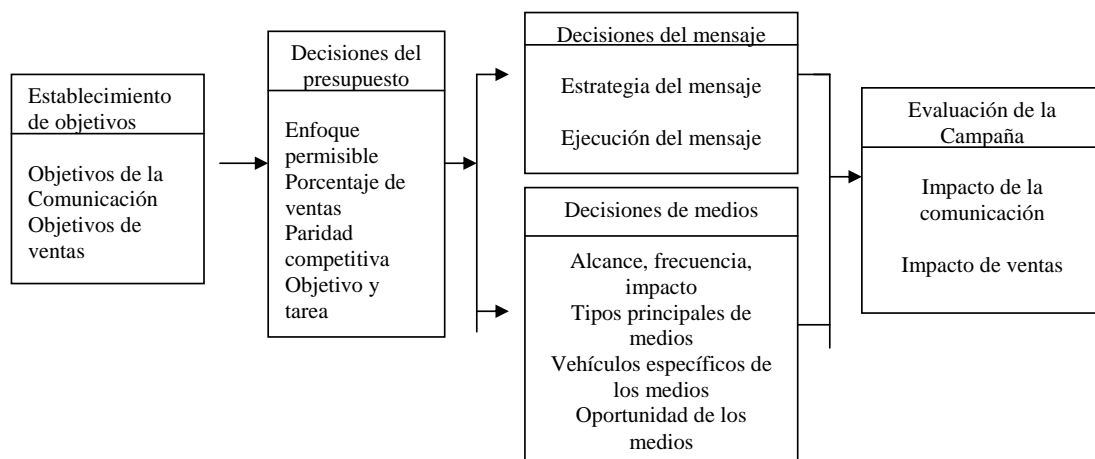 Establecimiento
de objetivos
Objetivos de la
Comunicación
Objetivos de
ventas
Decisiones del
presupuesto
Enfoque
permisible
Porcentaje de
ventas
Paridad
competitiva
Objetivo y
tarea
Decisiones del mensaje
Estrategia del mensaje
Ejecución del mensaje
Decisiones de medios
Alcance, frecuencia,
impacto
Tipos principales de
medios
Vehículos específicos de
los medios
Oportunidad de los
medios
Evaluación de la
Campaña
Impacto de la
comunicación
Impacto de ventas